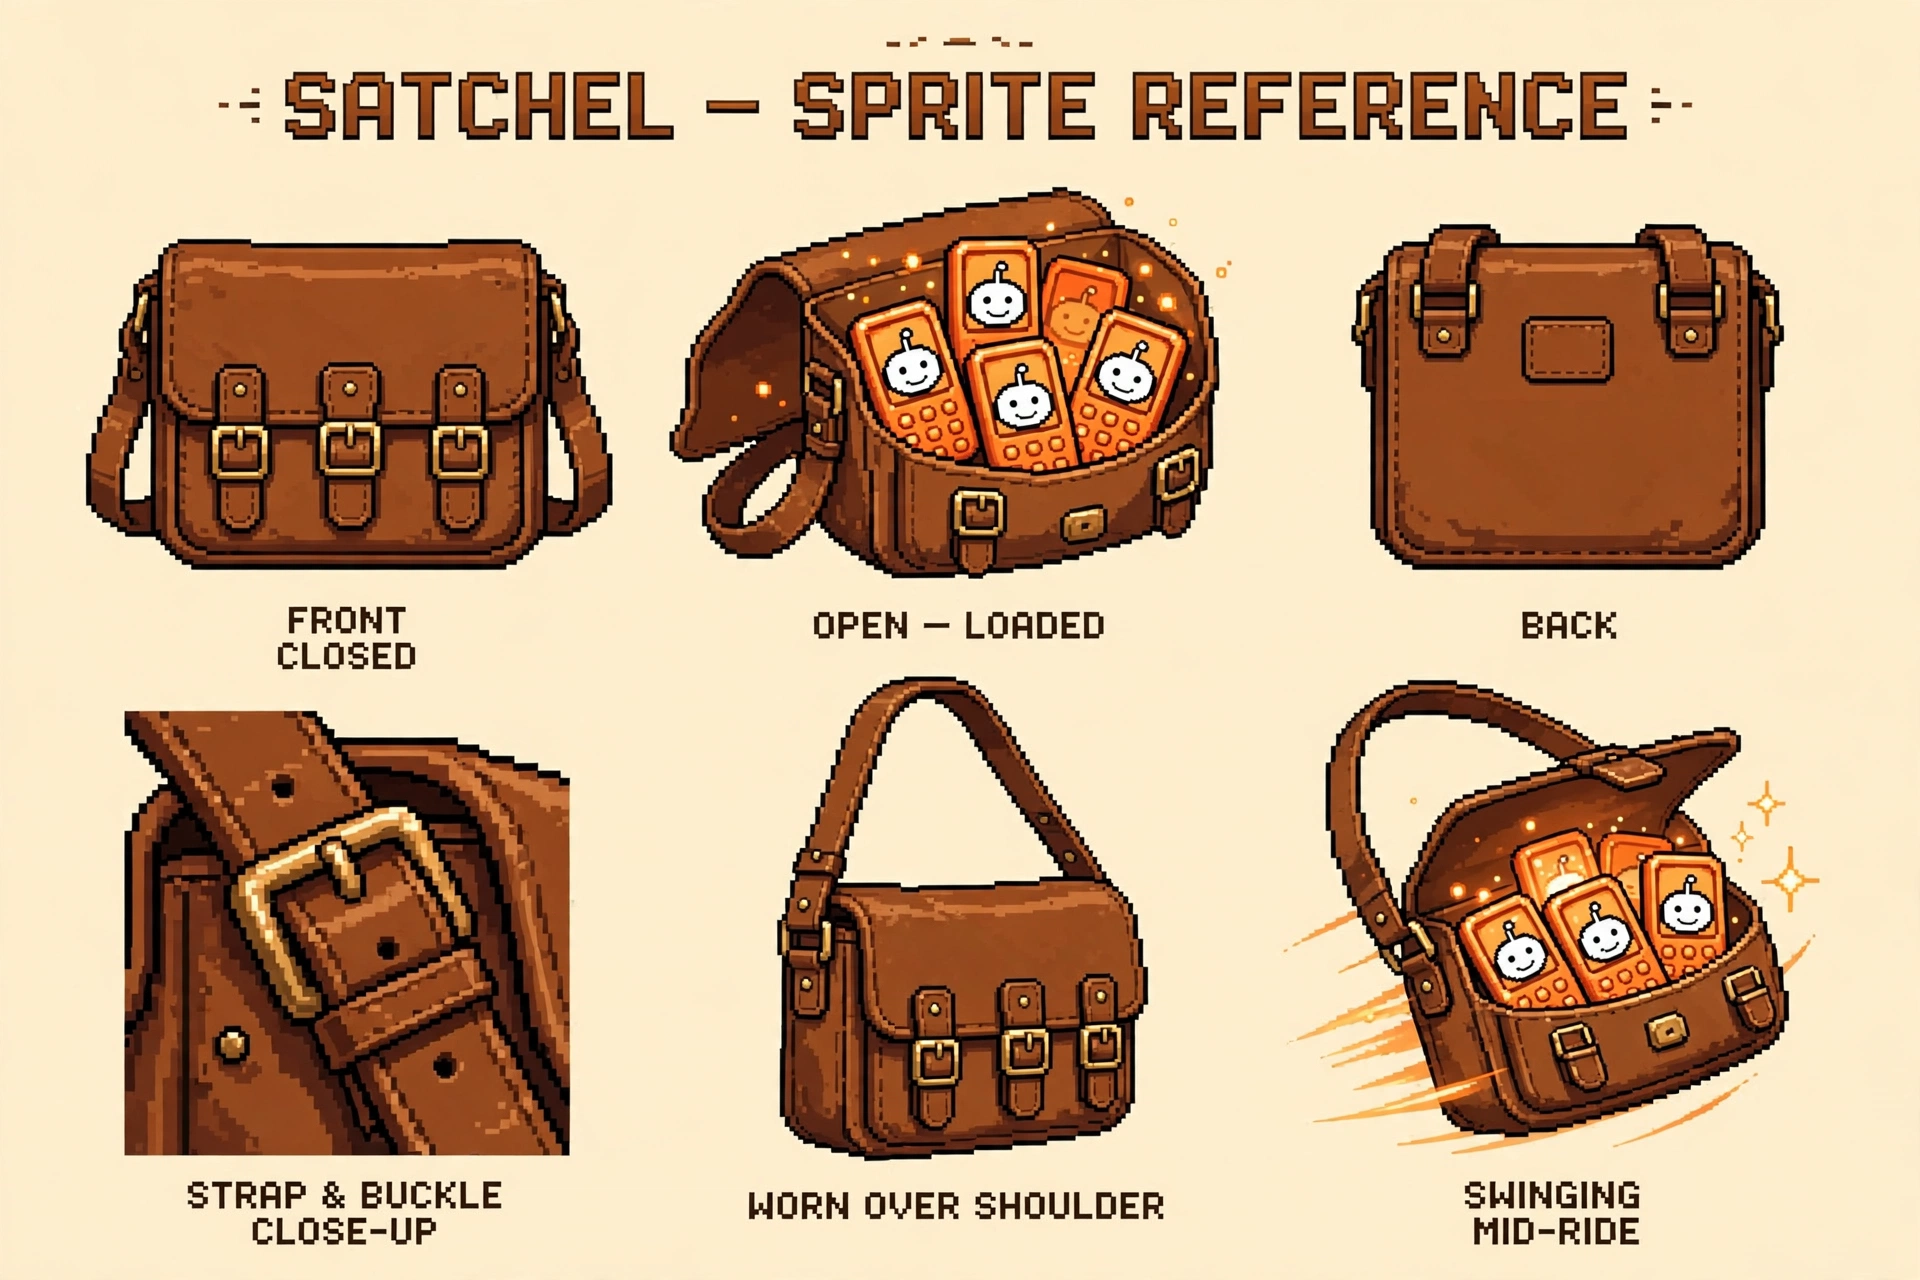 SATCHEL — SPRITE REFERENCE
FRONT
CLOSED
OPEN — LOADED
BACK
STRAP & BUCKLE
CLOSE-UP
WORN OVER SHOULDER
SWINGING
MID-RIDE